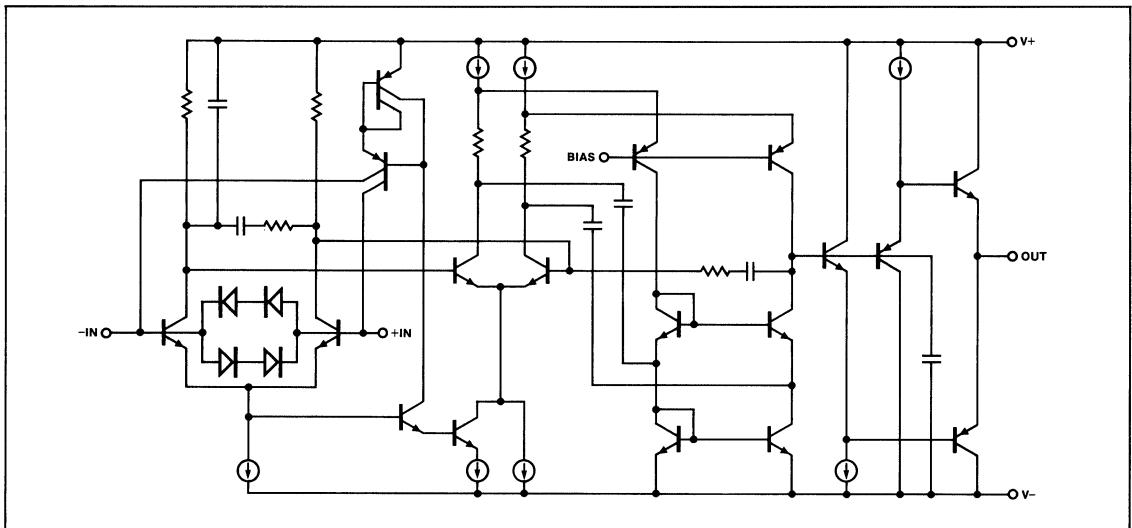 V+
BIAS
OUT
–IN
+IN
V–